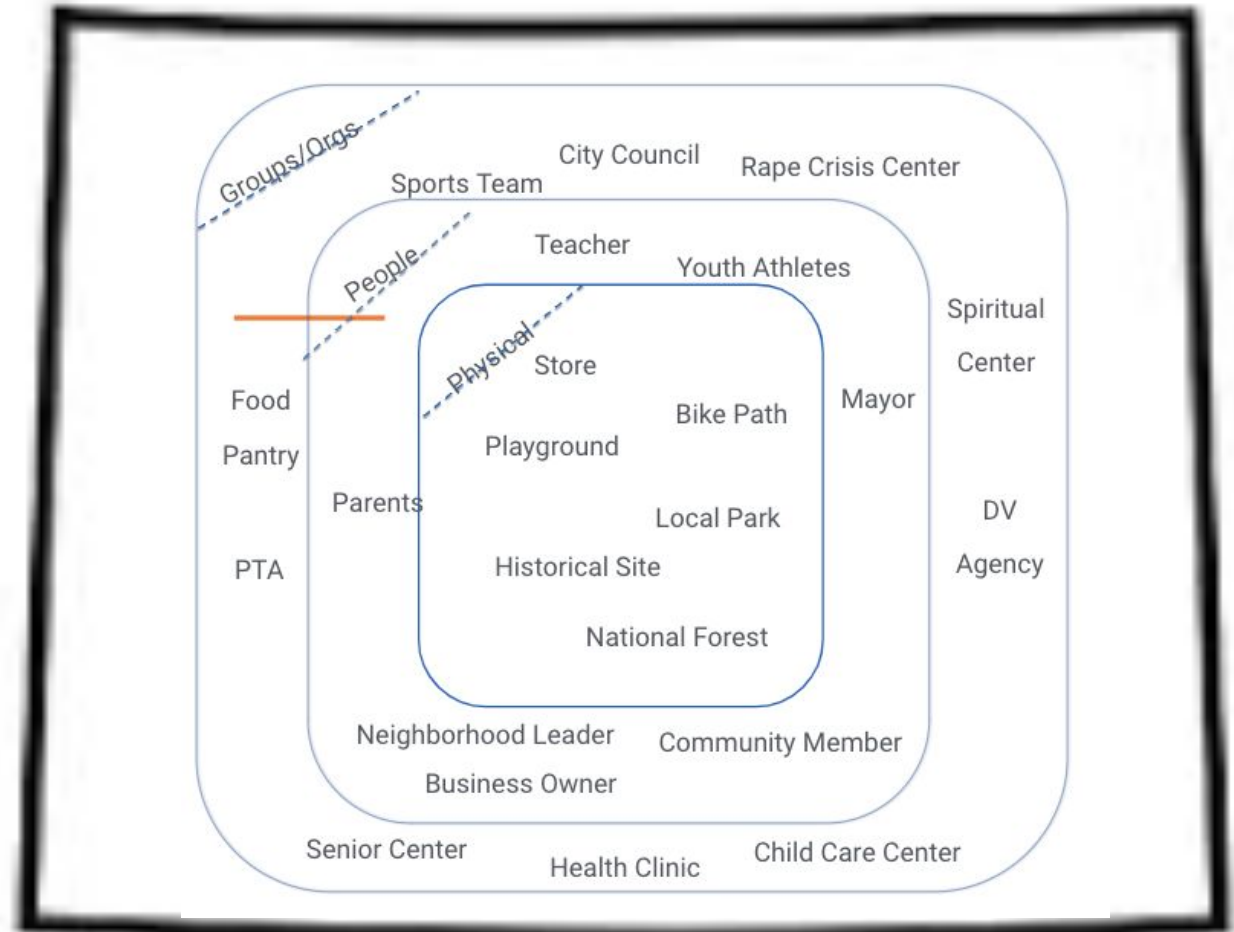 Groups/Orgs
City Council
Rape Crisis Center
Sports Team
People
Teacher
Youth Athletes
Spiritual
Center
Physical
Store
Food
Pantry
Mayor
Bike Path
Playground
Parents
Local Park
DV
Agency
PTA
Historical Site
National Forest
Neighborhood Leader
Community Member
Business Owner
Senior Center
Health Clinic
Child Care Center